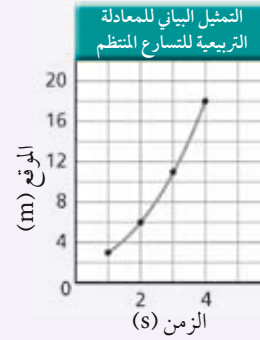 التمثيل البياني للمعادلة
التربيعية للتسارع المنتظم
20
16
12
8
4
0
2
4
الموقع (m)
الزمن (s)